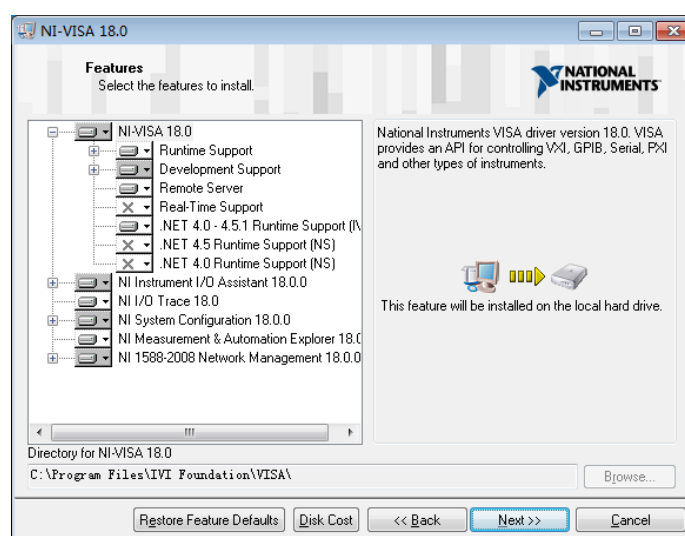 NI-VISA 18.0
Features
Select the features to install.
NATIONAL
INSTRUMENTS
NI-VISA 18.0
Runtime Support
Development Support
Remote Server
Real-Time Support
.NET 4.0 - 4.5.1 Runtime Support (I\
.NET 4.5 Runtime Support (NS)
.NET 4.0 Runtime Support (NS)
NI Instrument I/O Assistant 18.0.0
NI I/O Trace 18.0
NI System Configuration 18.0.0
NI Measurement & Automation Explorer 18.0
NI 1588-2008 Network Management 18.0.0
National Instruments VISA driver version 18.0. VISA
provides an API for controlling VXI, GPIB, Serial, PXI
and other types of instruments.
This feature will be installed on the local hard drive.
Directory for NI-VISA 18.0
C:\Program Files\IVI Foundation\VISA\
Browse...
Restore Feature Defaults
Disk Cost
<< Back
Next >>
Cancel